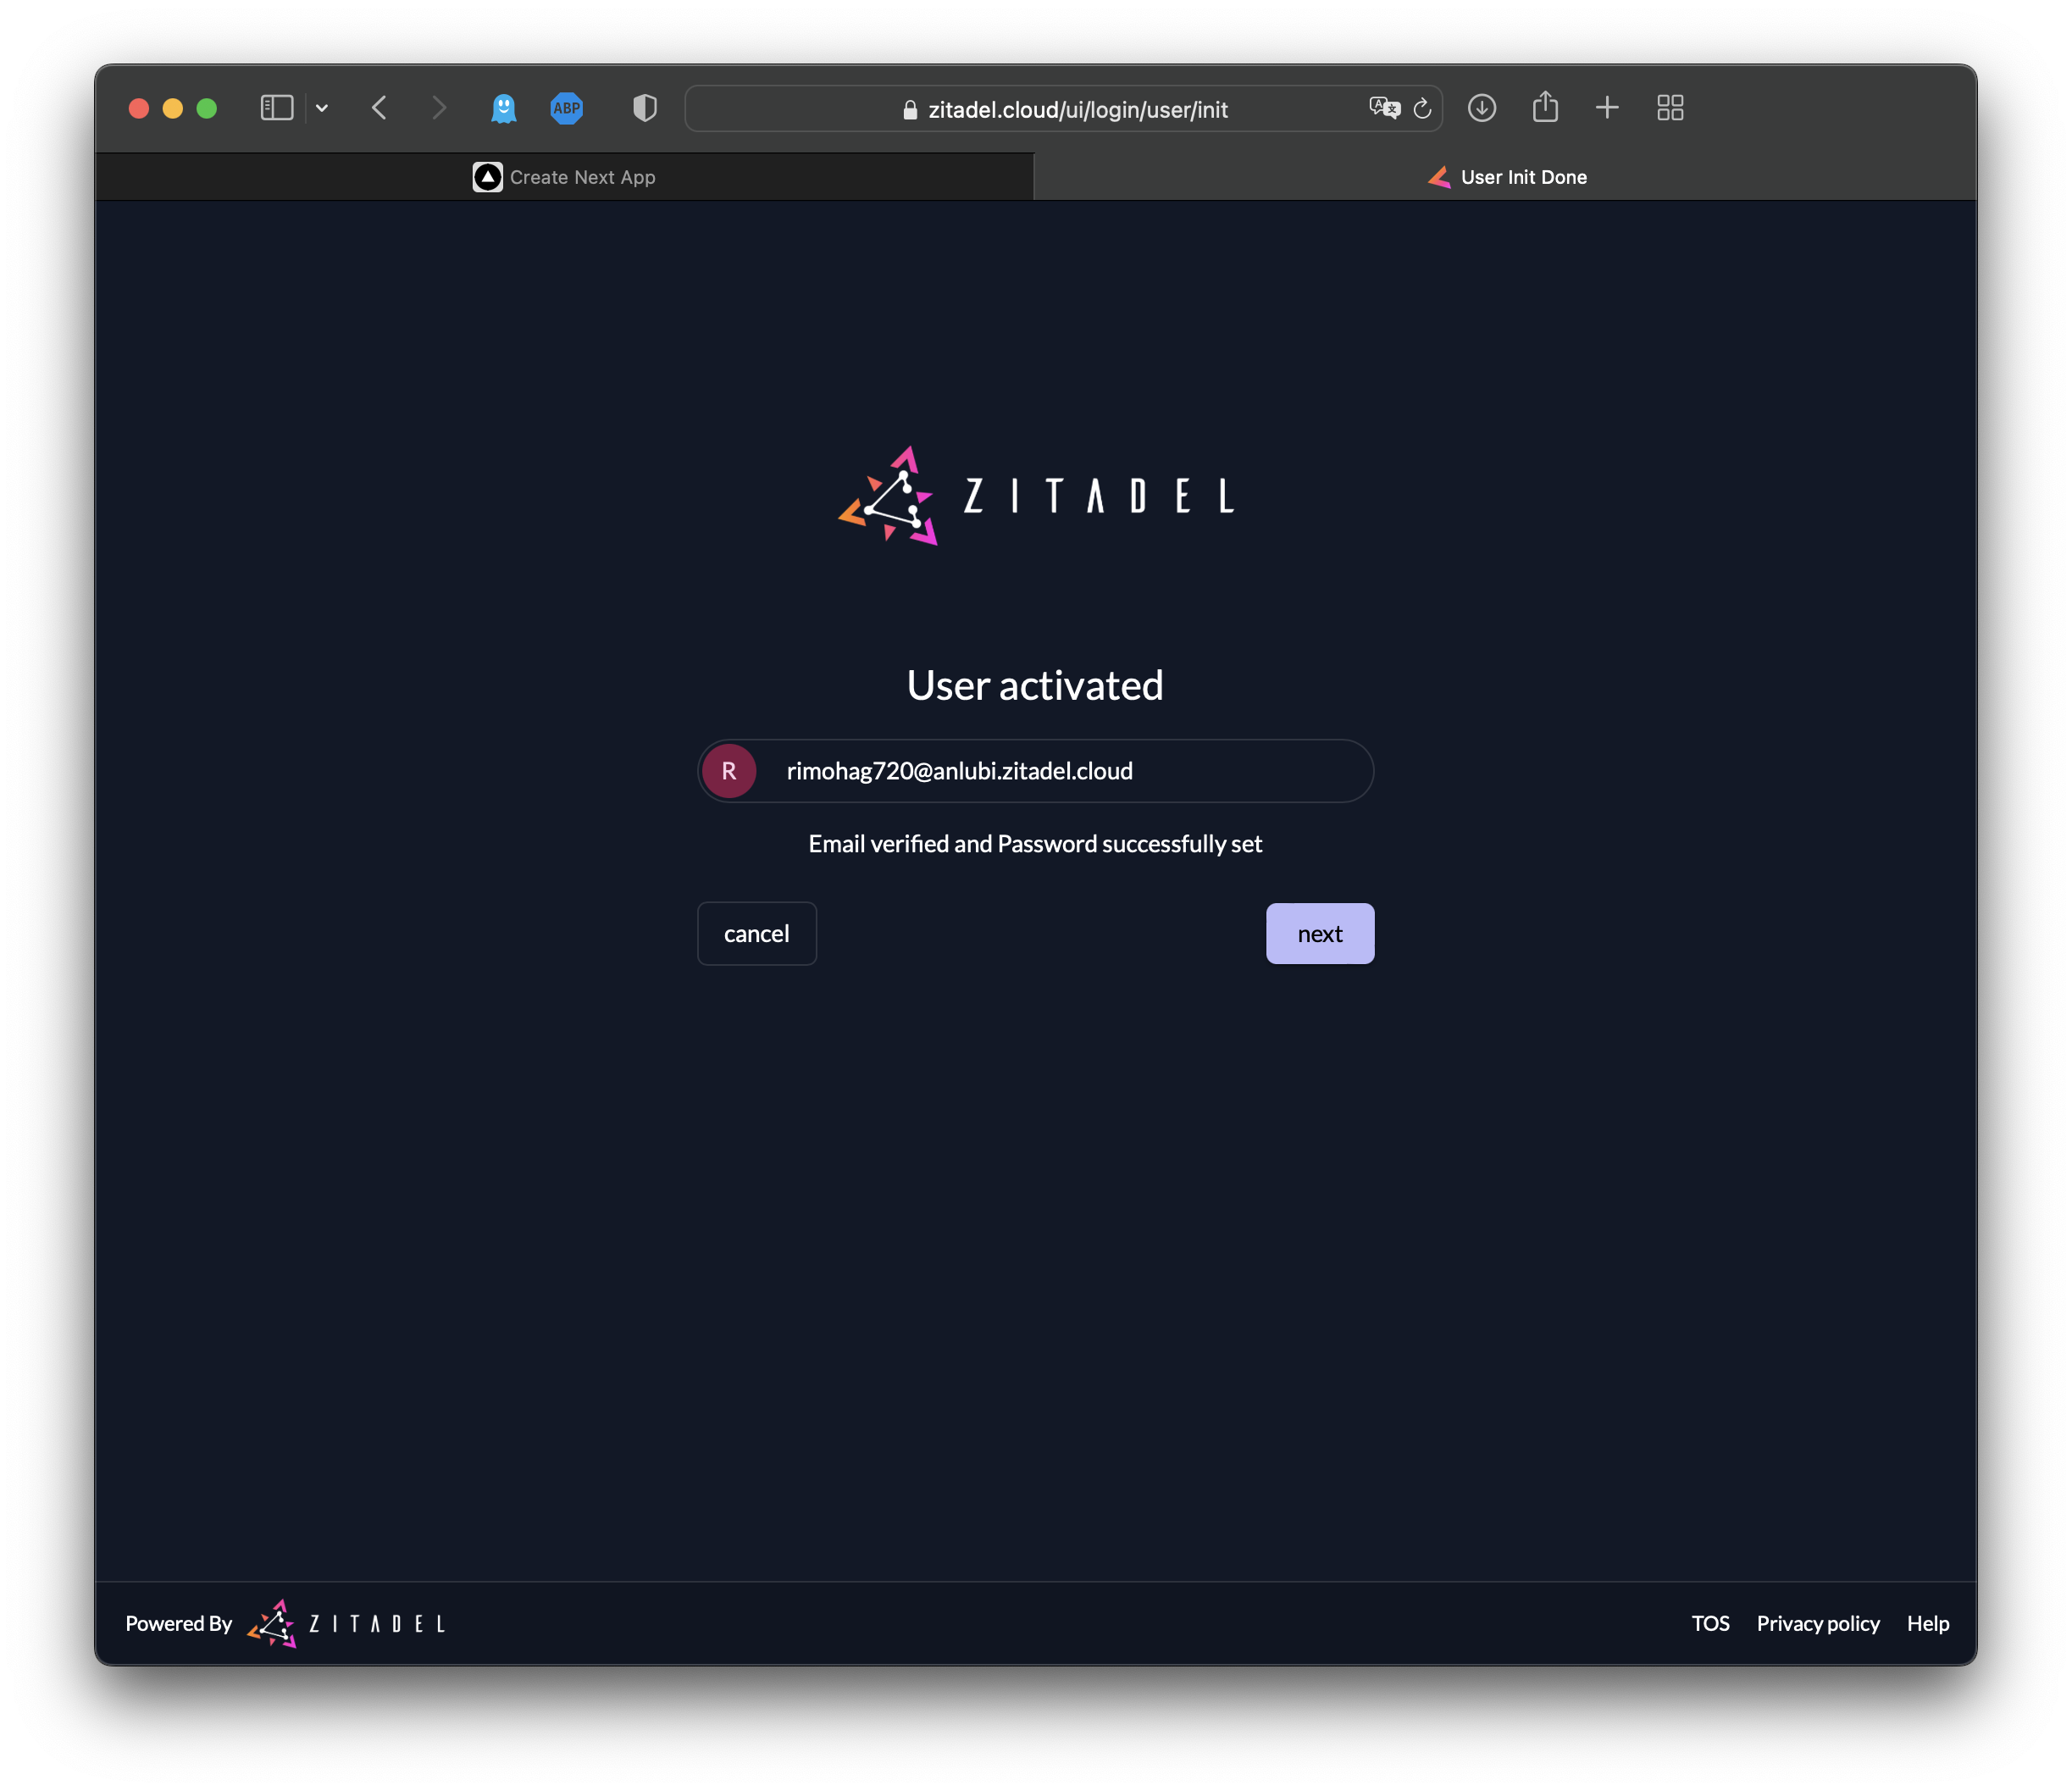 ABP
zitadel.cloud/ui/login/user/init
Create Next App
User Init Done
ZITADEL
User activated
R
rimohag720@anlubi.zitadel.cloud
Email verified and Password successfully set
cancel
next
Powered By ZITADEL
TOS Privacy policy Help